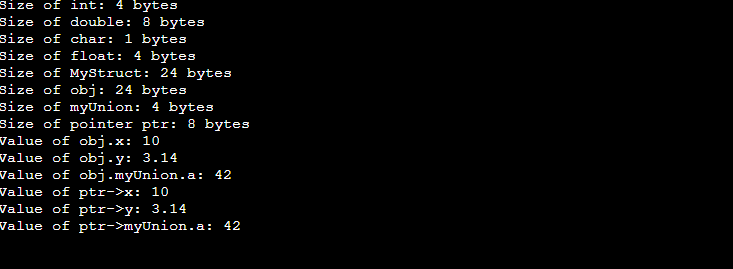 Size of int: 4 bytes
Size of double: 8 bytes
Size of char: 1 bytes
Size of float: 4 bytes
Size of MyStruct: 24 bytes
Size of obj: 24 bytes
Size of myUnion: 4 bytes
Size of pointer ptr: 8 bytes
Value of obj.x: 10
Value of obj.y: 3.14
Value of obj.myUnion.a: 42
Value of ptr->x: 10
Value of ptr->y: 3.14
Value of ptr->myUnion.a: 42